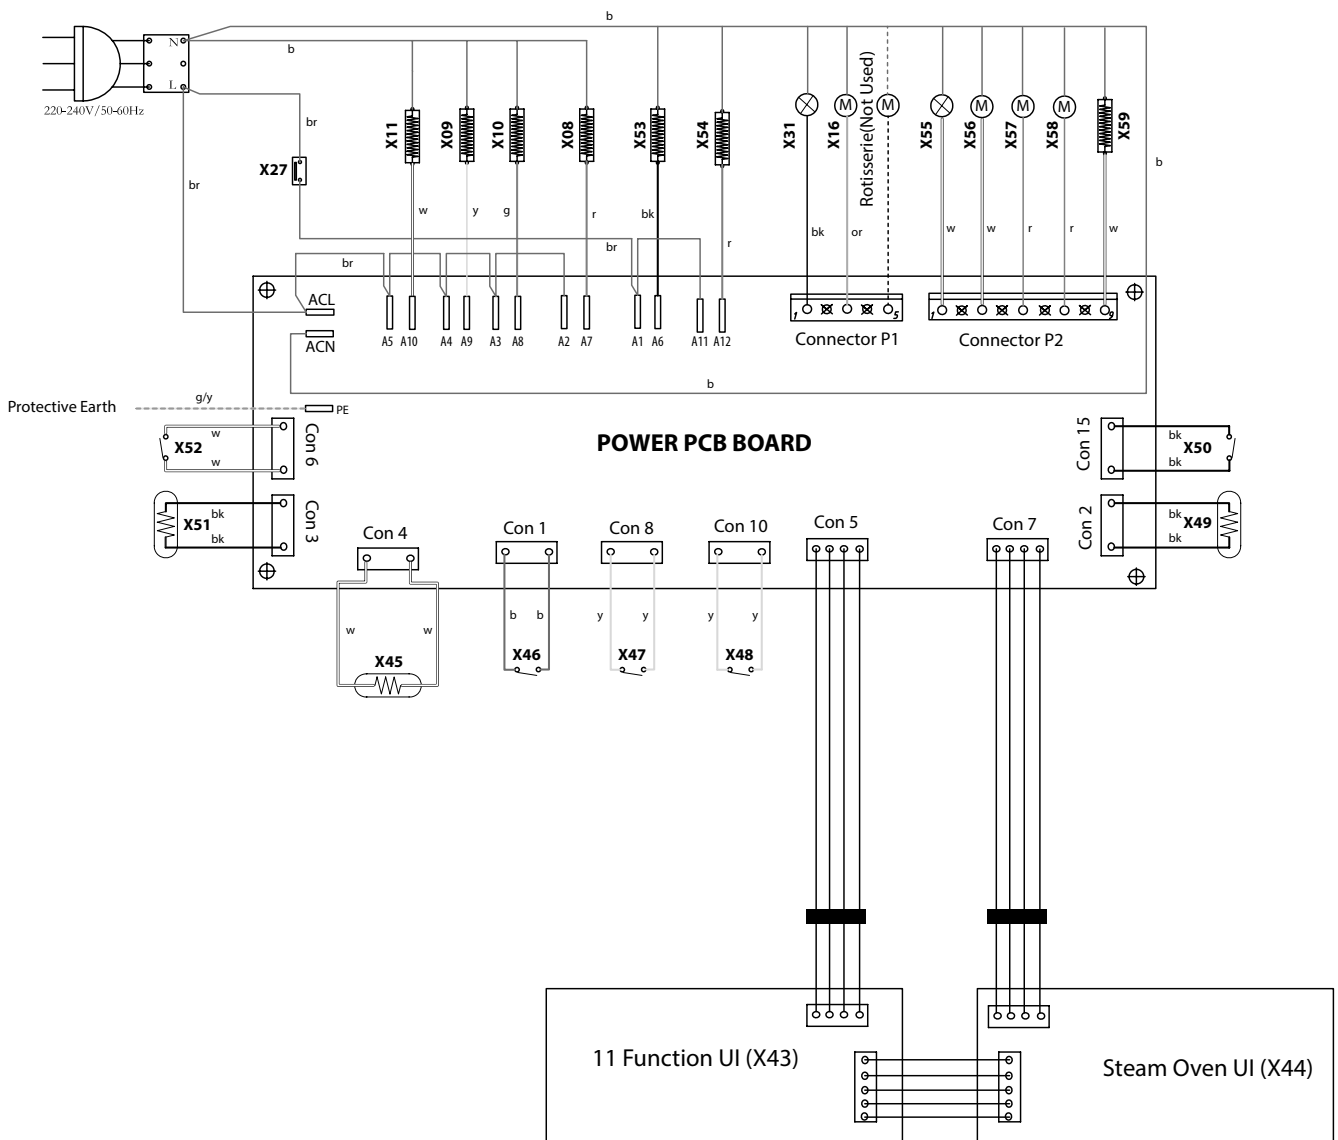 b
N
b
L
220-240V/50-60Hz
br
X27
br
X11
X09
X10
X08
X53
X54
X31
X16
Rotisserie(Not Used)
X55
X56
X57
X58
X59
M
M
M
M
M
b
w
y
g
r
bk
r
bk
or
w
w
r
r
w
br
br
ACL
ACN
A5
A10
A4
A9
A3
A8
A2
A7
A1
A6
A11
A12
1
5
Connector P1
1
9
Connector P2
b
Protective Earth
g/y
PE
POWER PCB BOARD
w
X52
w
Con 6
bk
X51
bk
Con 3
Con 15
bk
X50
bk
Con 2
bk
X49
bk
Con 4
Con 1
Con 8
Con 10
Con 5
Con 7
w
w
X45
b
b
X46
y
y
X47
y
y
X48
11 Function UI (X43)
Steam Oven UI (X44)